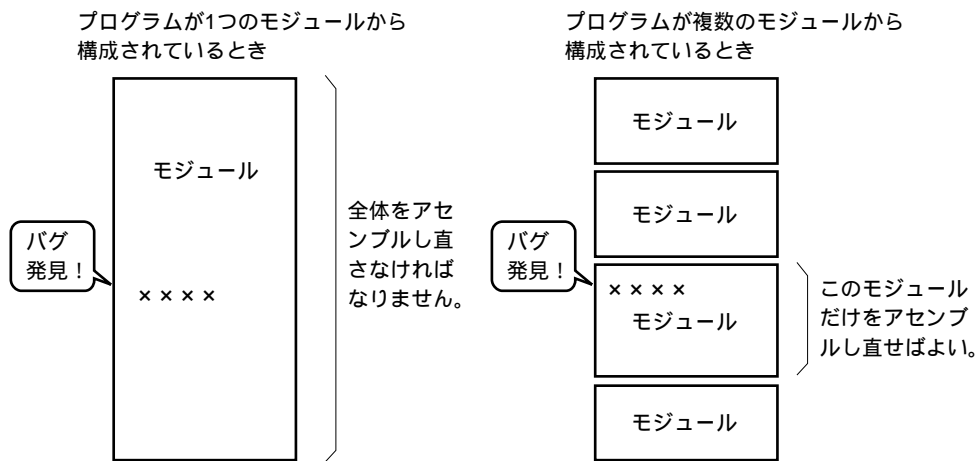 プログラムが1つのモジュールから
構成されているとき
モジュール
バグ
発見！
××××
全体をアセ
ンブルし直
さなければ
なりません。
プログラムが複数のモジュールから
構成されているとき
モジュール
モジュール
バグ
発見！
××××
モジュール
このモジュール
だけをアセンブ
ルし直せばよい。
モジュール